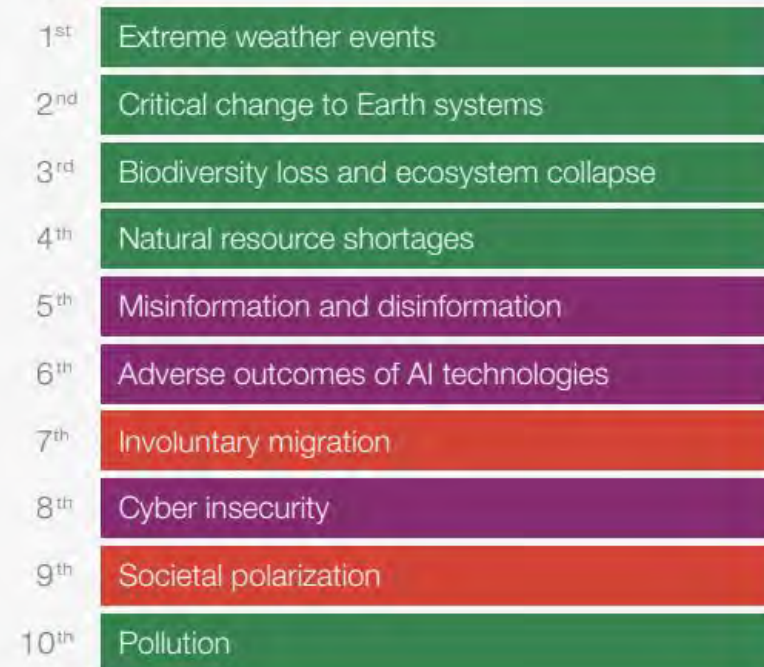 1st Extreme weather events
2nd Critical change to Earth systems
3rd Biodiversity loss and ecosystem collapse
4th Natural resource shortages
5th Misinformation and disinformation
6th Adverse outcomes of AI technologies
7th Involuntary migration
8th Cyber insecurity
9th Societal polarization
10th Pollution